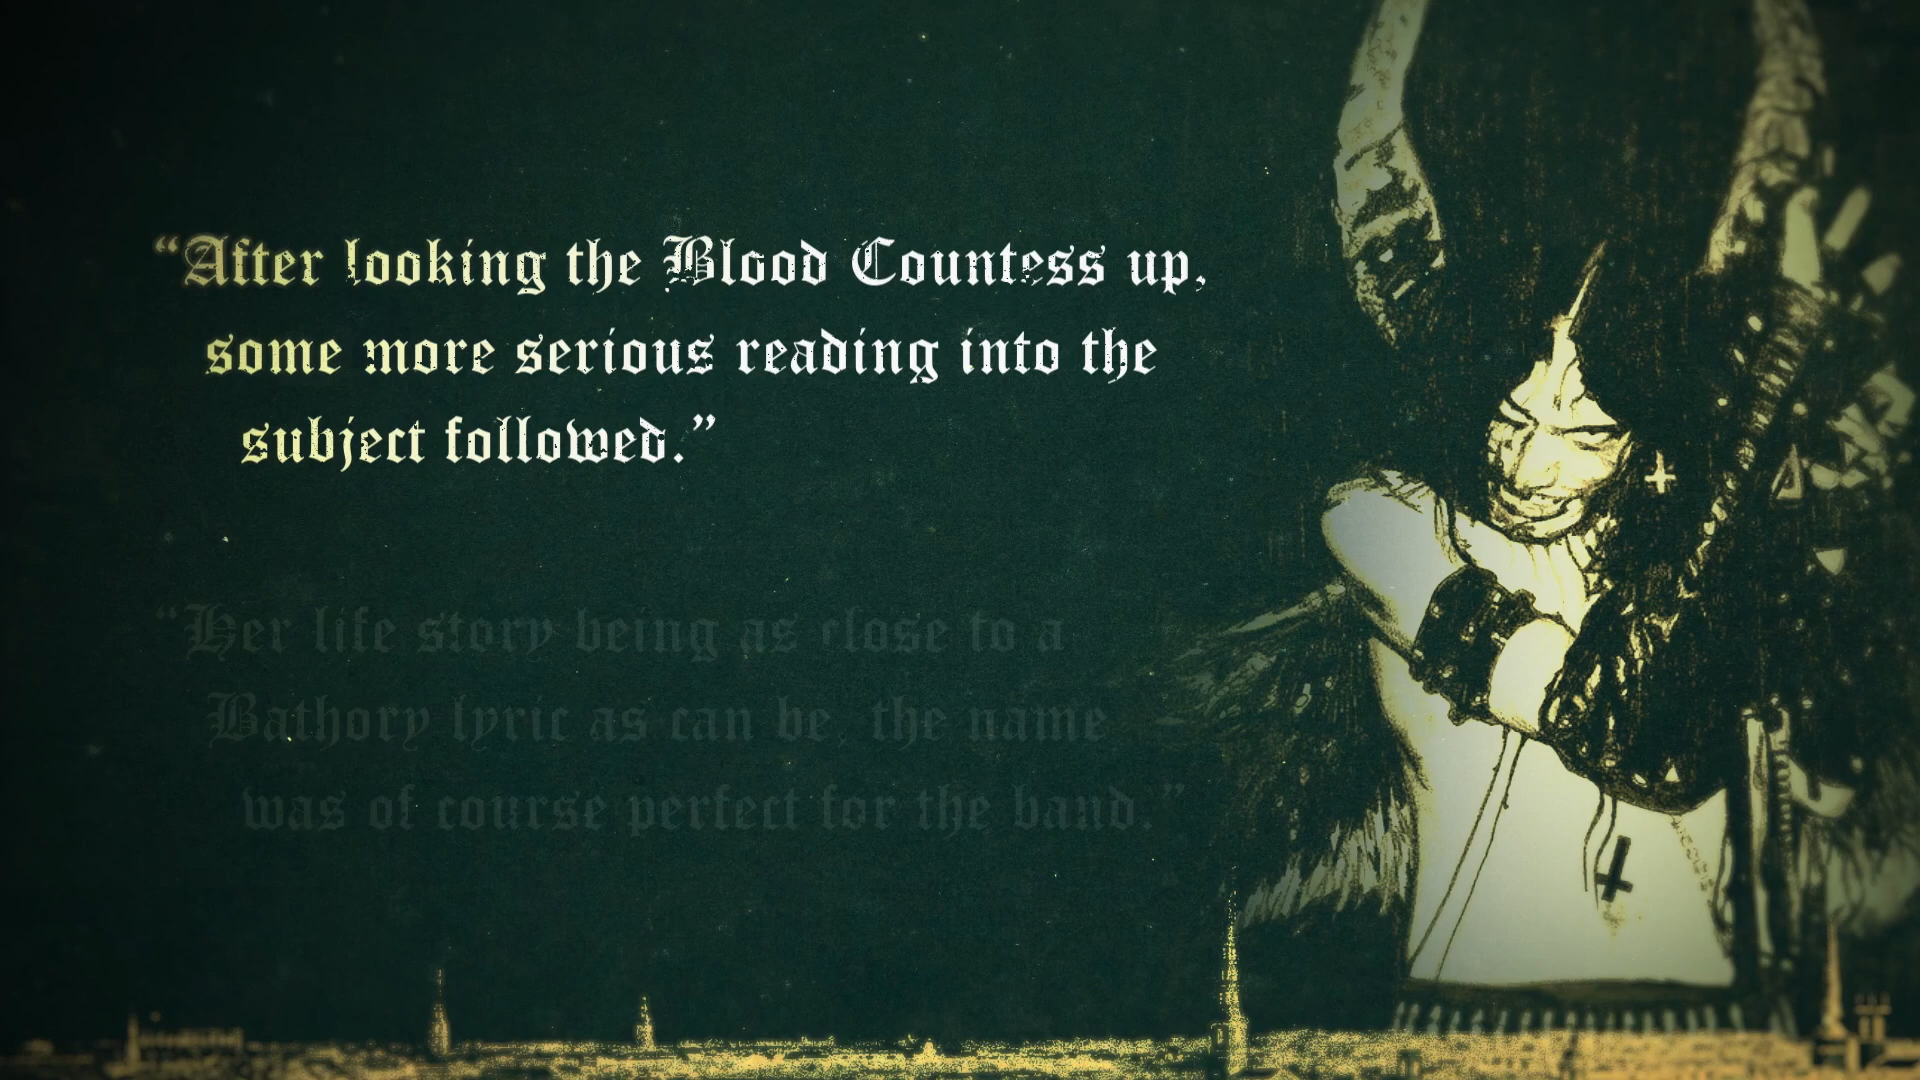 “After looking the Blood Countess up,
some more serious reading into the
subject followed.”
“Her life story being as close to a
Bathory lyric as can be, the name
was of course perfect for the band.”